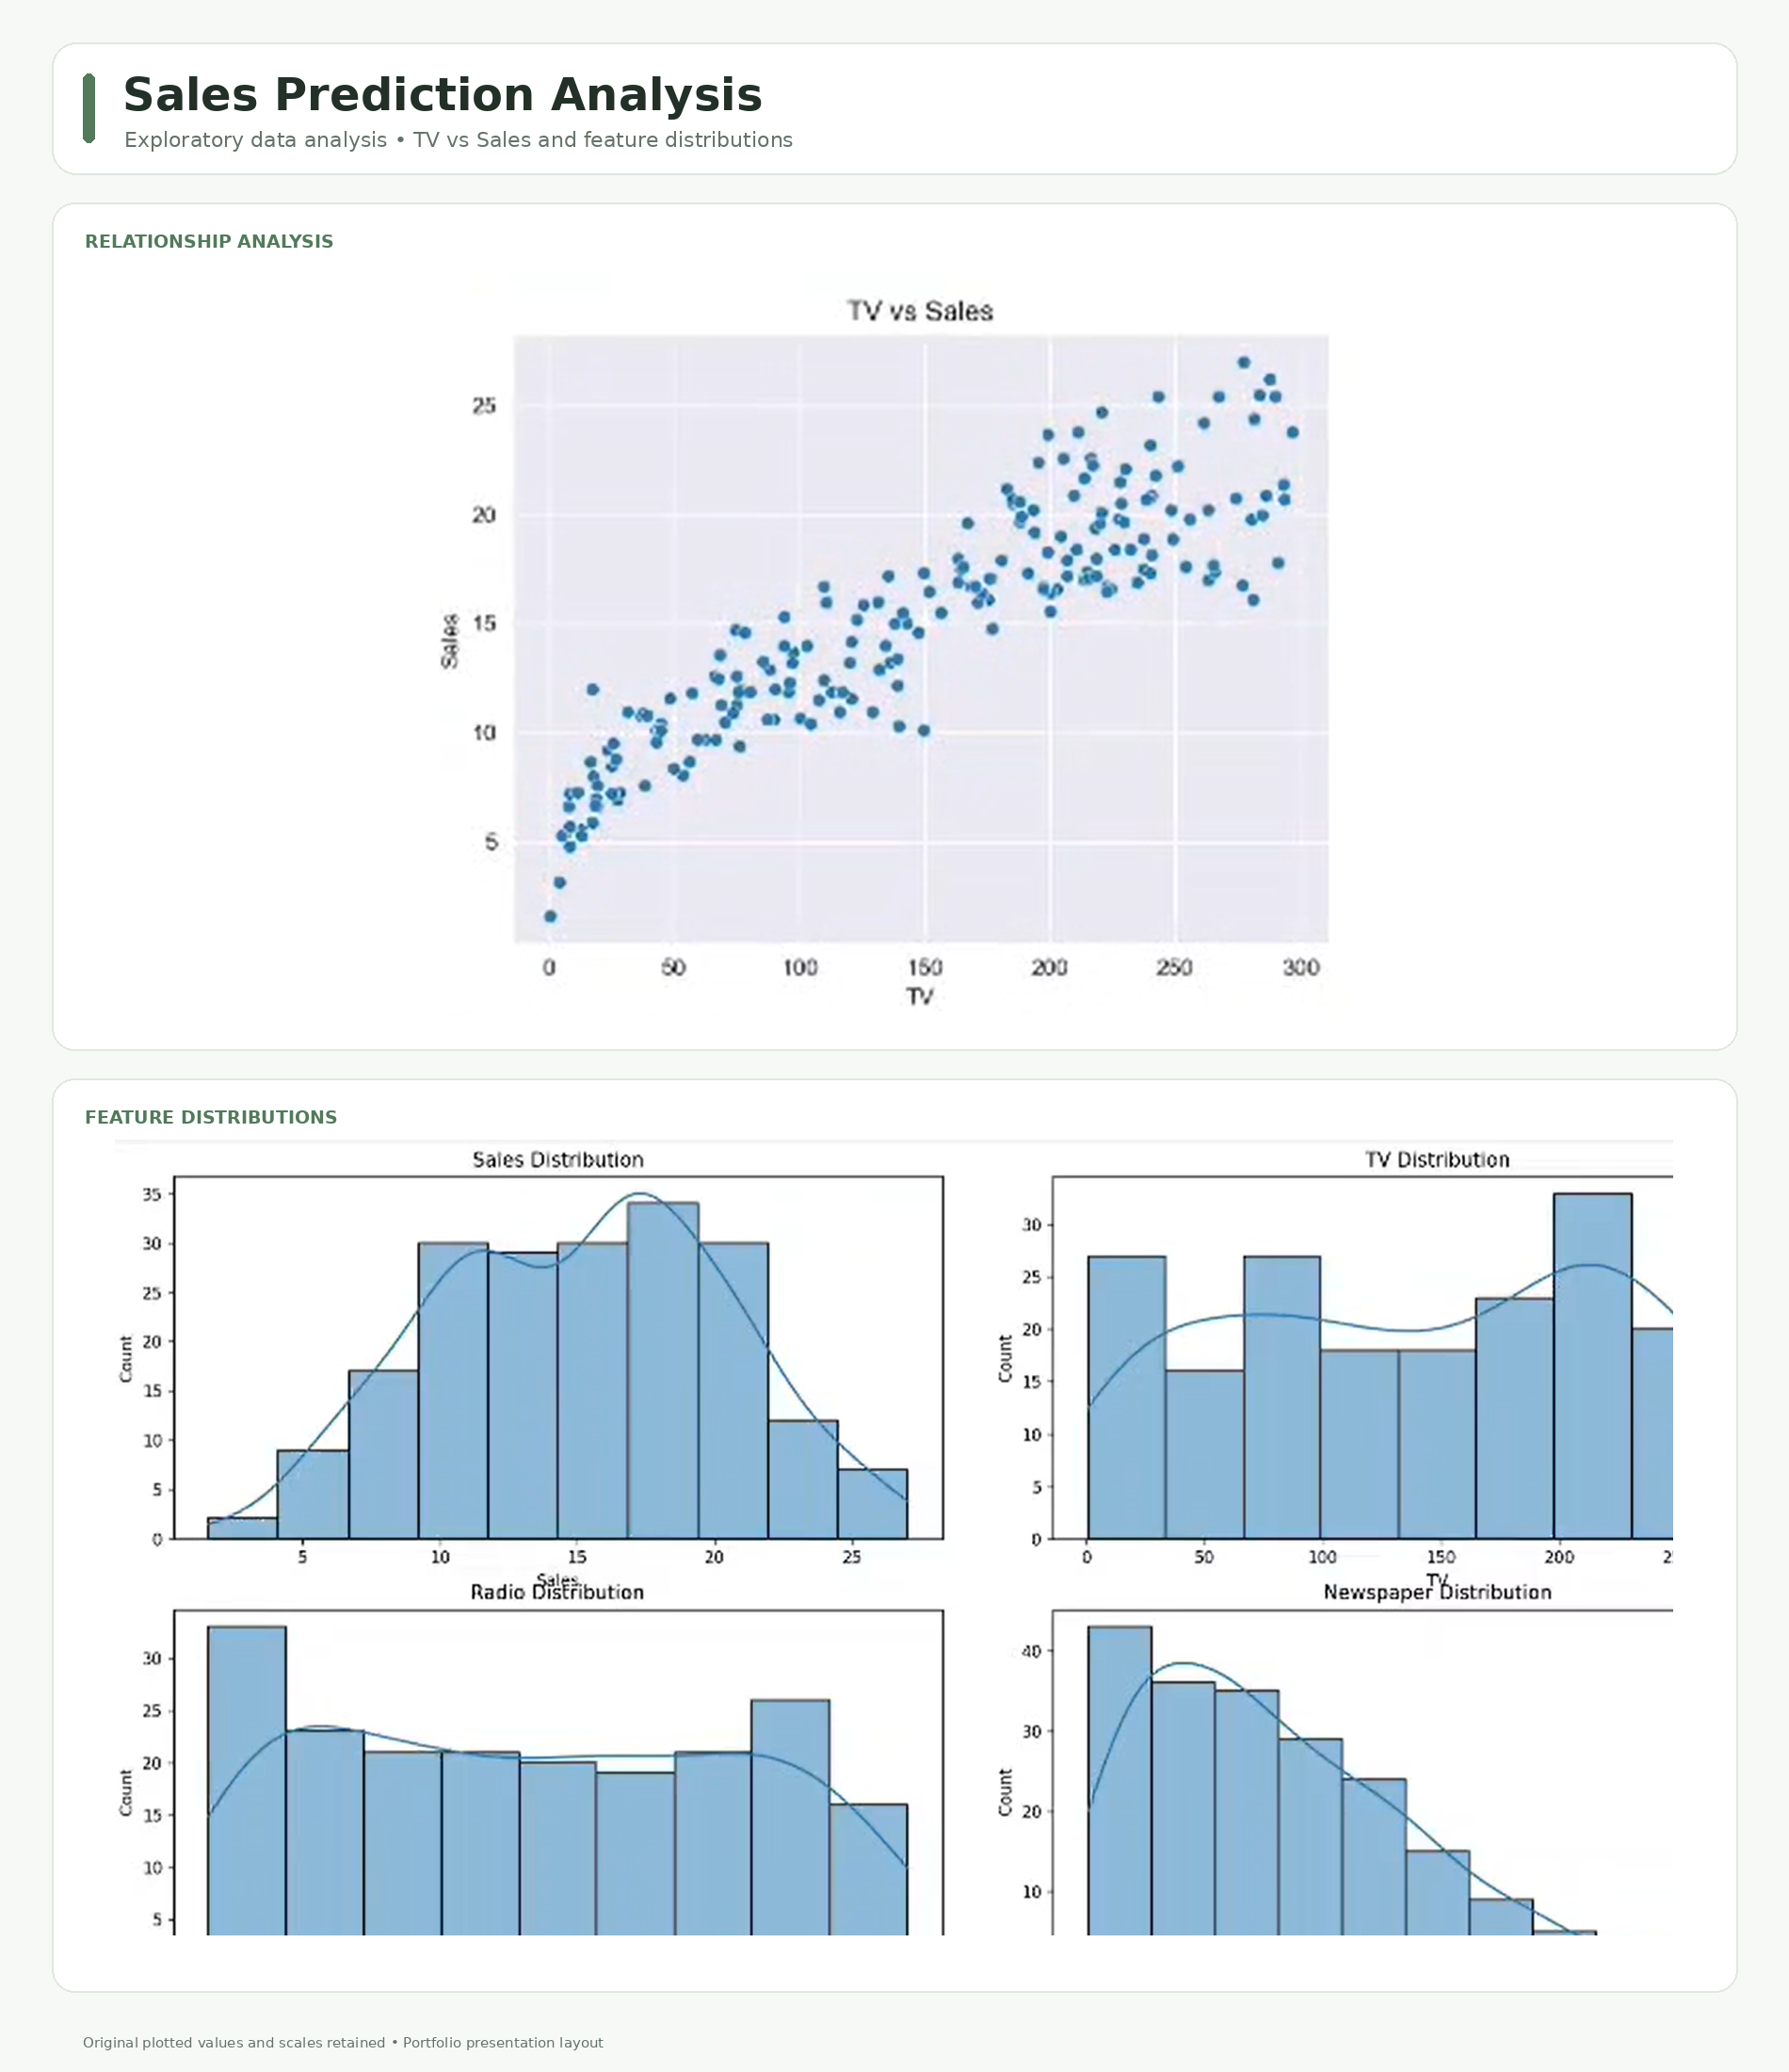 Sales Prediction Analysis
Exploratory data analysis • TV vs Sales and feature distributions
RELATIONSHIP ANALYSIS
TV vs Sales
25
20
15
10
5
Sales
0 50 100 150 200 250 300
TV
FEATURE DISTRIBUTIONS
Sales Distribution
35
30
25
20
15
10
5
0
Count
5 10 15 20 25
Sales
TV Distribution
30
25
20
15
10
5
0
Count
0 50 100 150 200
TV
Radio Distribution
30
25
20
15
10
5
Count
Newspaper Distribution
40
30
20
10
Count
Original plotted values and scales retained • Portfolio presentation layout